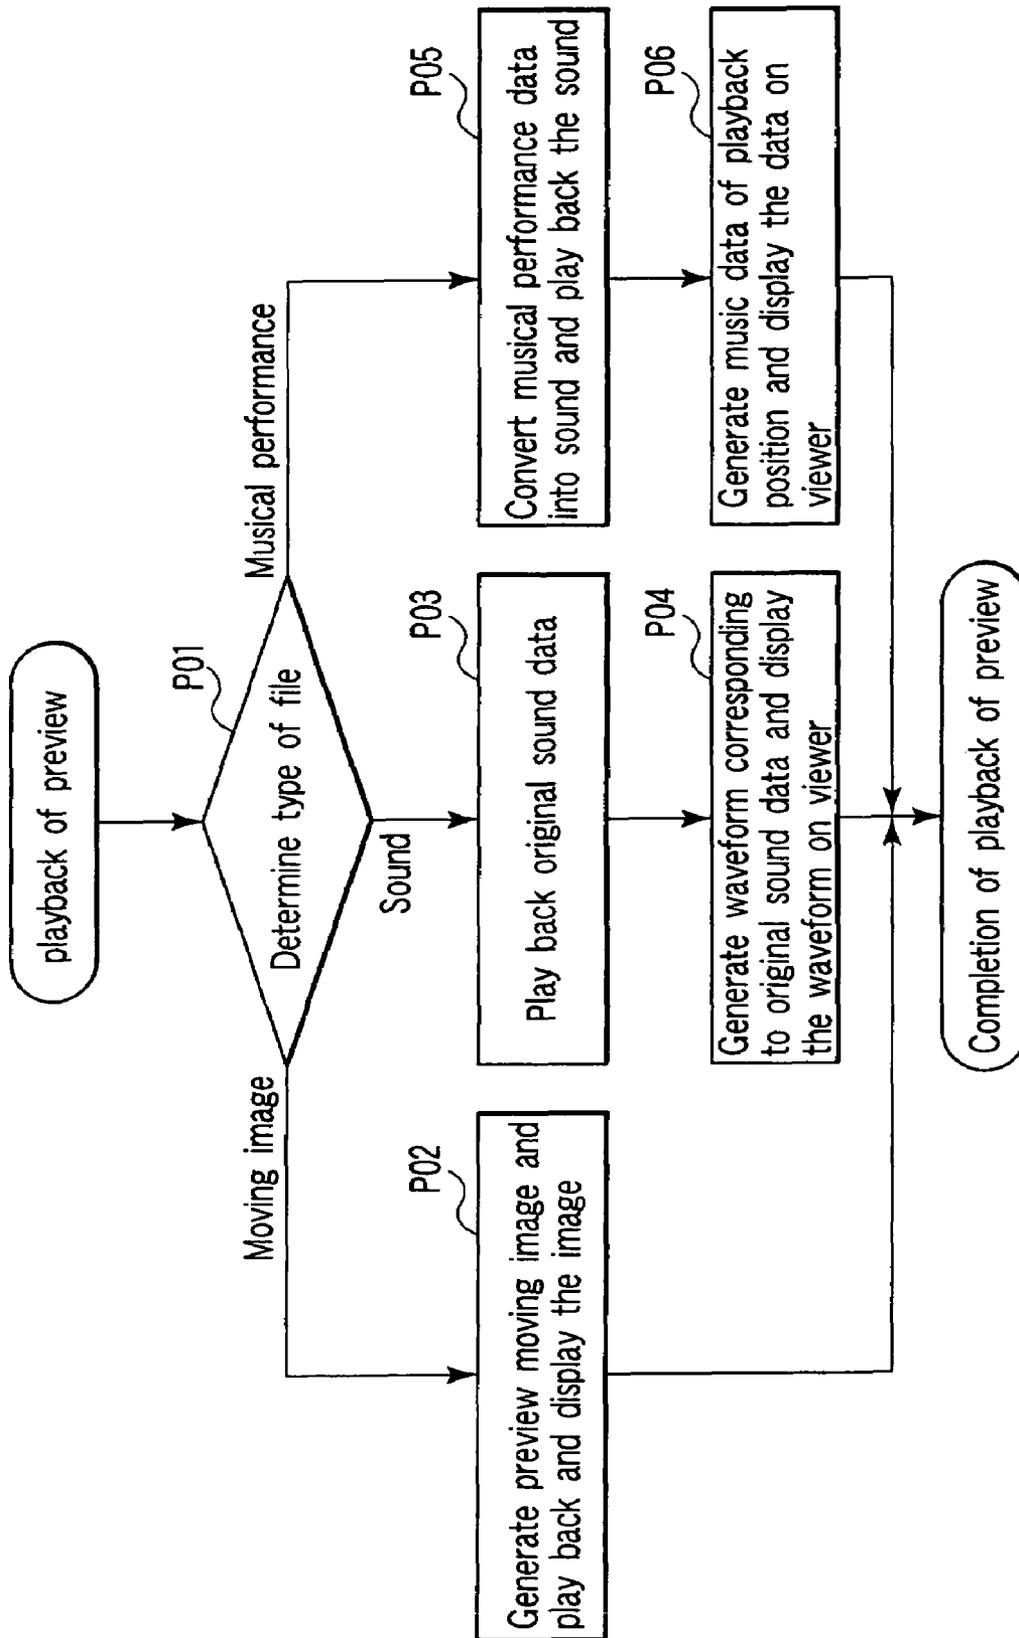 playback of preview
P01
Determine type of file
Moving image
Sound
Musical performance
P02
Generate preview moving image and
play back and display the image
P03
Play back original sound data
P05
Convert musical performance data
into sound and play back the sound
P04
Generate waveform corresponding
to original sound data and display
the waveform on viewer
P06
Generate music data of playback
position and display the data on
viewer
Completion of playback of preview